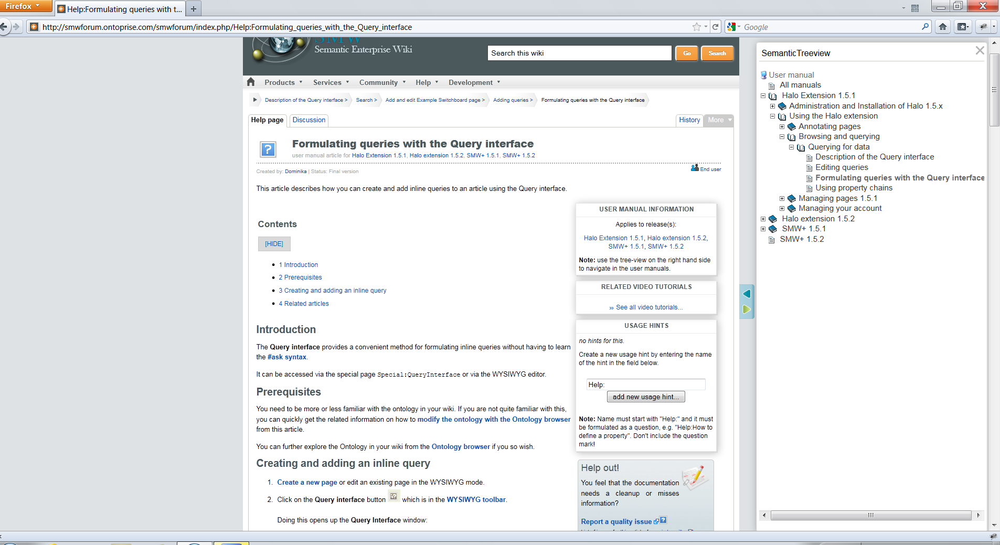 Firefox
Help:Formulating queries with t...
http://smwforum.ontoprise.com/smwforum/index.php/Help:Formulating_queries_with_the_Query_interface
Google
SMW
Semantic Enterprise Wiki
Search this wiki
Go
Search
Products
Services
Community
Help
Development
Description of the Query interface >
Search >
Add and edit Example Switchboard page >
Adding queries >
Formulating queries with the Query interface
Help page
Discussion
History
More
Formulating queries with the Query interface
user manual article for Halo Extension 1.5.1, Halo extension 1.5.2, SMW+ 1.5.1, SMW+ 1.5.2
Created by: Dominika | Status: Final version
End user
This article describes how you can create and add inline queries to an article using the Query interface.
Contents
[HIDE]
1 Introduction
2 Prerequisites
3 Creating and adding an inline query
4 Related articles
Introduction
The Query interface provides a convenient method for formulating inline queries without having to learn
the #ask syntax.
It can be accessed via the special page Special:QueryInterface or via the WYSIWYG editor.
Prerequisites
You need to be more or less familiar with the ontology in your wiki. If you are not quite familiar with this,
you can quickly get the related information on how to modify the ontology with the Ontology browser
from this article.
You can further explore the Ontology in your wiki from the Ontology browser if you so wish.
Creating and adding an inline query
1. Create a new page or edit an existing page in the WYSIWYG mode.
2. Click on the Query interface button which is in the WYSIWYG toolbar.
Doing this opens up the Query Interface window:
USER MANUAL INFORMATION
Applies to release(s):
Halo Extension 1.5.1, Halo extension 1.5.2,
SMW+ 1.5.1, SMW+ 1.5.2
Note: use the tree-view on the right hand side
to navigate in the user manuals.
RELATED VIDEO TUTORIALS
»» See all video tutorials...
USAGE HINTS
no hints for this.
Create a new usage hint by entering the name
of the hint in the field below.
Help:
add new usage hint...
Note: Name must start with "Help:" and it must
be formulated as a question, e.g. "Help:How to
define a property". Don't include the question
mark!
Help out!
You feel that the documentation
needs a cleanup or misses
information?
Report a quality issue
SemanticTreeview
User manual
All manuals
Halo Extension 1.5.1
Administration and Installation of Halo 1.5.x
Using the Halo extension
Annotating pages
Browsing and querying
Querying for data
Description of the Query interface
Editing queries
Formulating queries with the Query interface
Using property chains
Managing pages 1.5.1
Managing your account
Halo extension 1.5.2
SMW+ 1.5.1
SMW+ 1.5.2